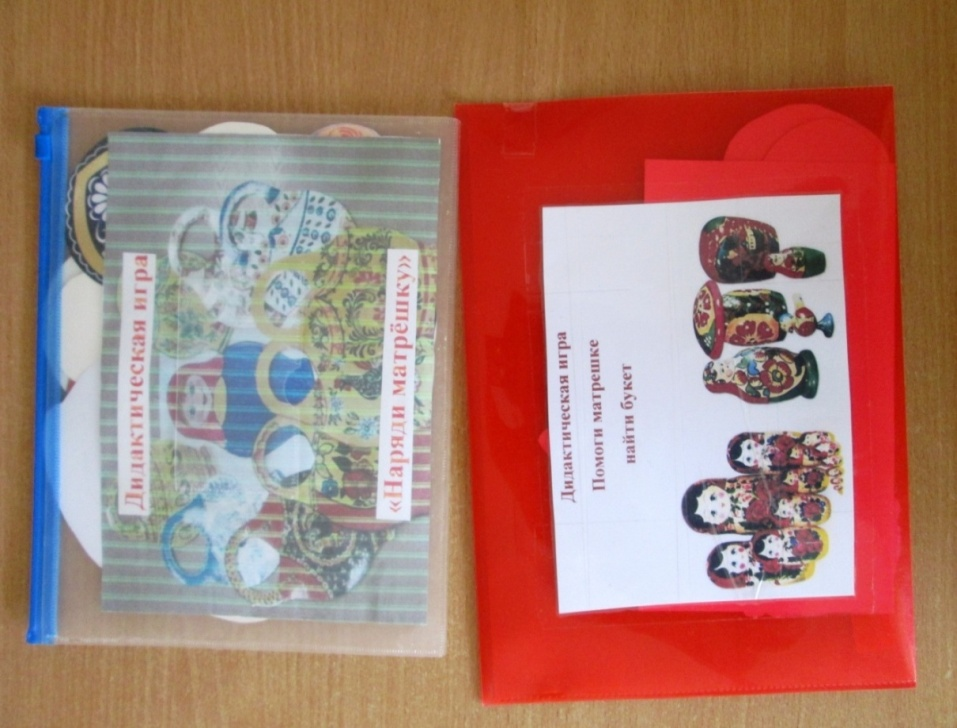 Дидактическая игра
«Наряди матрёшку»
Дидактическая игра
Помоги матрешке
найти букет